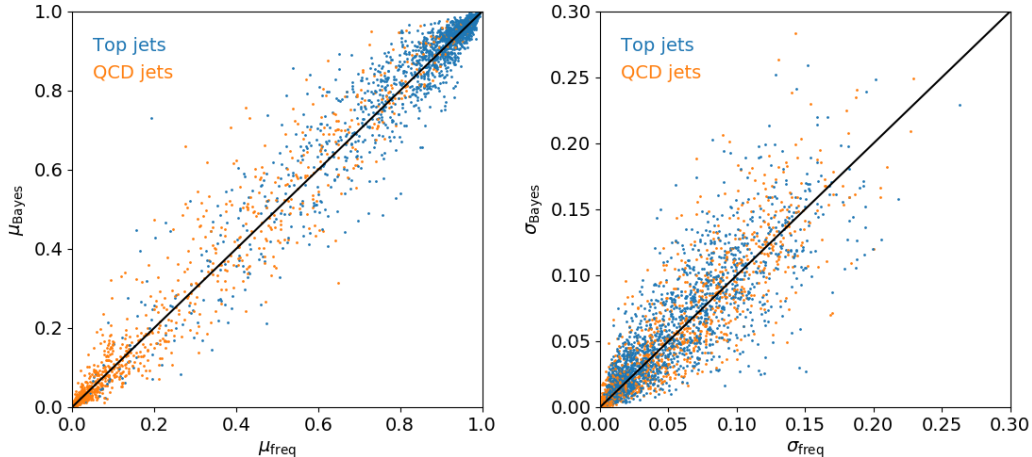 1.0
0.8
0.6
0.4
0.2
0.0
μBayes
Top jets
QCD jets
0.0 0.2 0.4 0.6 0.8 1.0
μfreq
0.30
0.25
0.20
0.15
0.10
0.05
0.00
σBayes
Top jets
QCD jets
0.00 0.05 0.10 0.15 0.20 0.25 0.30
σfreq